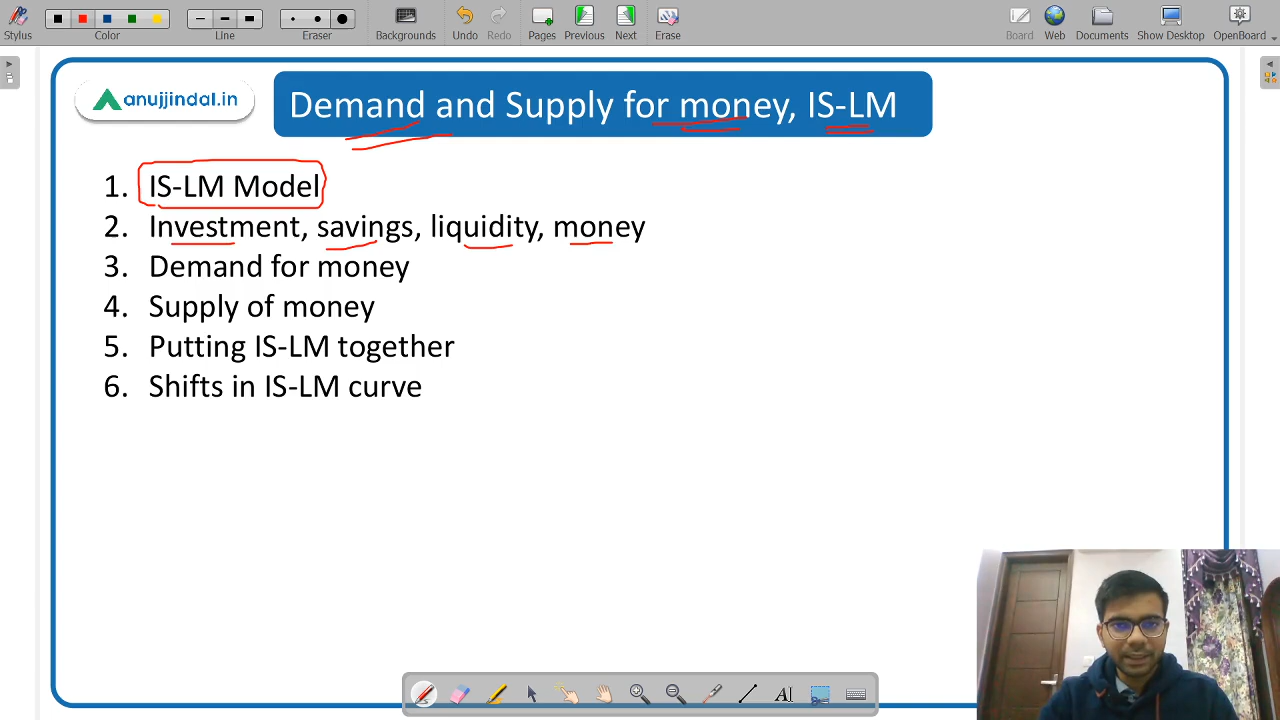 Stylus
Color
Line
Eraser
Backgrounds
Undo
Redo
Pages
Previous
Next
Erase
Board
Web
Documents
Show Desktop
OpenBoard
anujjindal.in
Demand and Supply for money, IS-LM
1. IS-LM Model
2. Investment, savings, liquidity, money
3. Demand for money
4. Supply of money
5. Putting IS-LM together
6. Shifts in IS-LM curve
AI